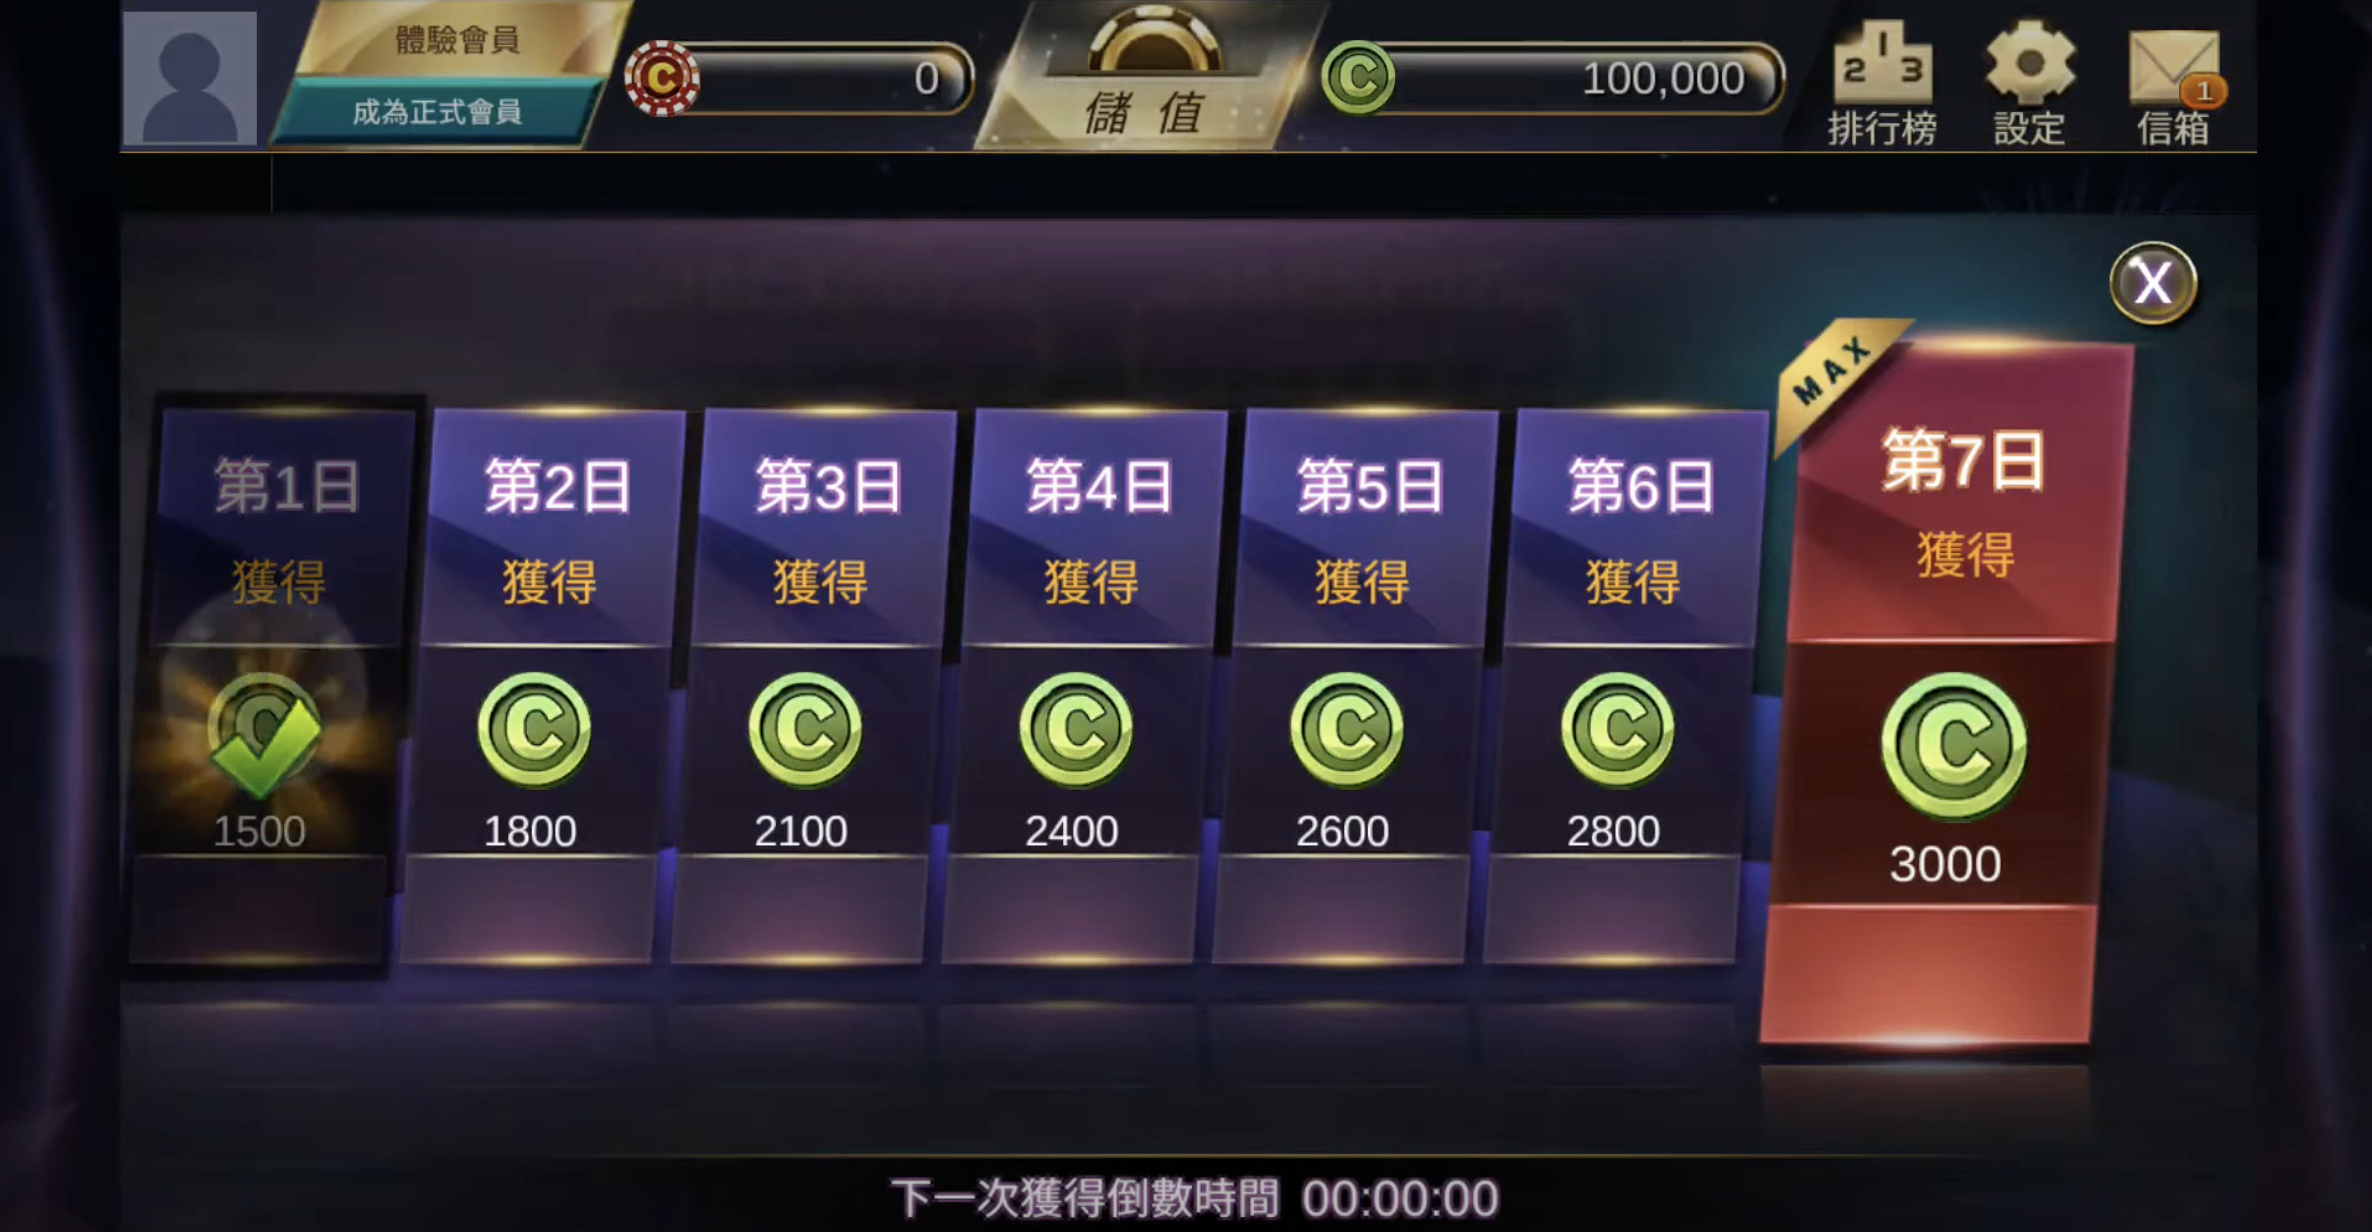 體驗會員
成為正式會員
C
0
儲值
C
100,000
1 2 3
排行榜
設定
1
信箱
X
MAX
第1日
獲得
C
1500
第2日
獲得
C
1800
第3日
獲得
C
2100
第4日
獲得
C
2400
第5日
獲得
C
2600
第6日
獲得
C
2800
第7日
獲得
C
3000
下一次獲得倒數時間 00:00:00